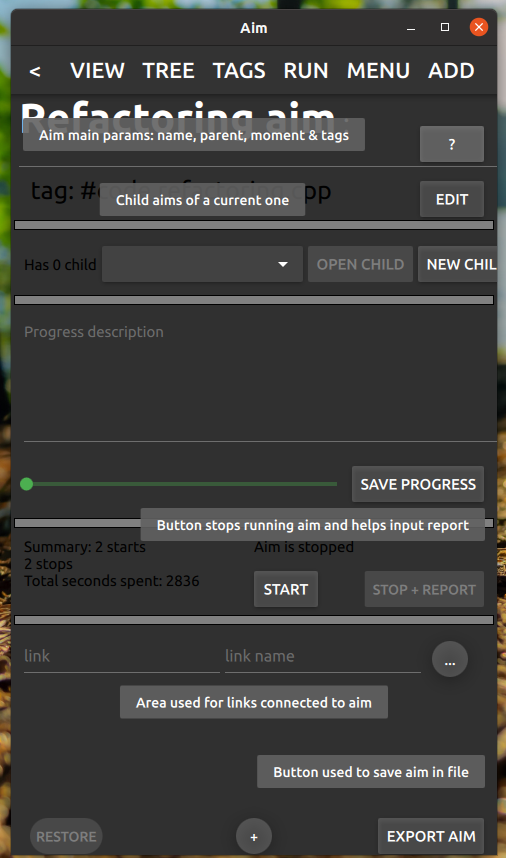 Aim
< VIEW TREE TAGS RUN MENU ADD
Refactoring aim
Aim main params: name, parent, moment & tags
?
tag: #code refactoring cpp
Child aims of a current one
EDIT
Has 0 child
OPEN CHILD
NEW CHIL
Progress description
SAVE PROGRESS
Button stops running aim and helps input report
Summary: 2 starts
2 stops
Total seconds spent: 2836
Aim is stopped
START
STOP + REPORT
link
link name
...
Area used for links connected to aim
Button used to save aim in file
RESTORE
+
EXPORT AIM